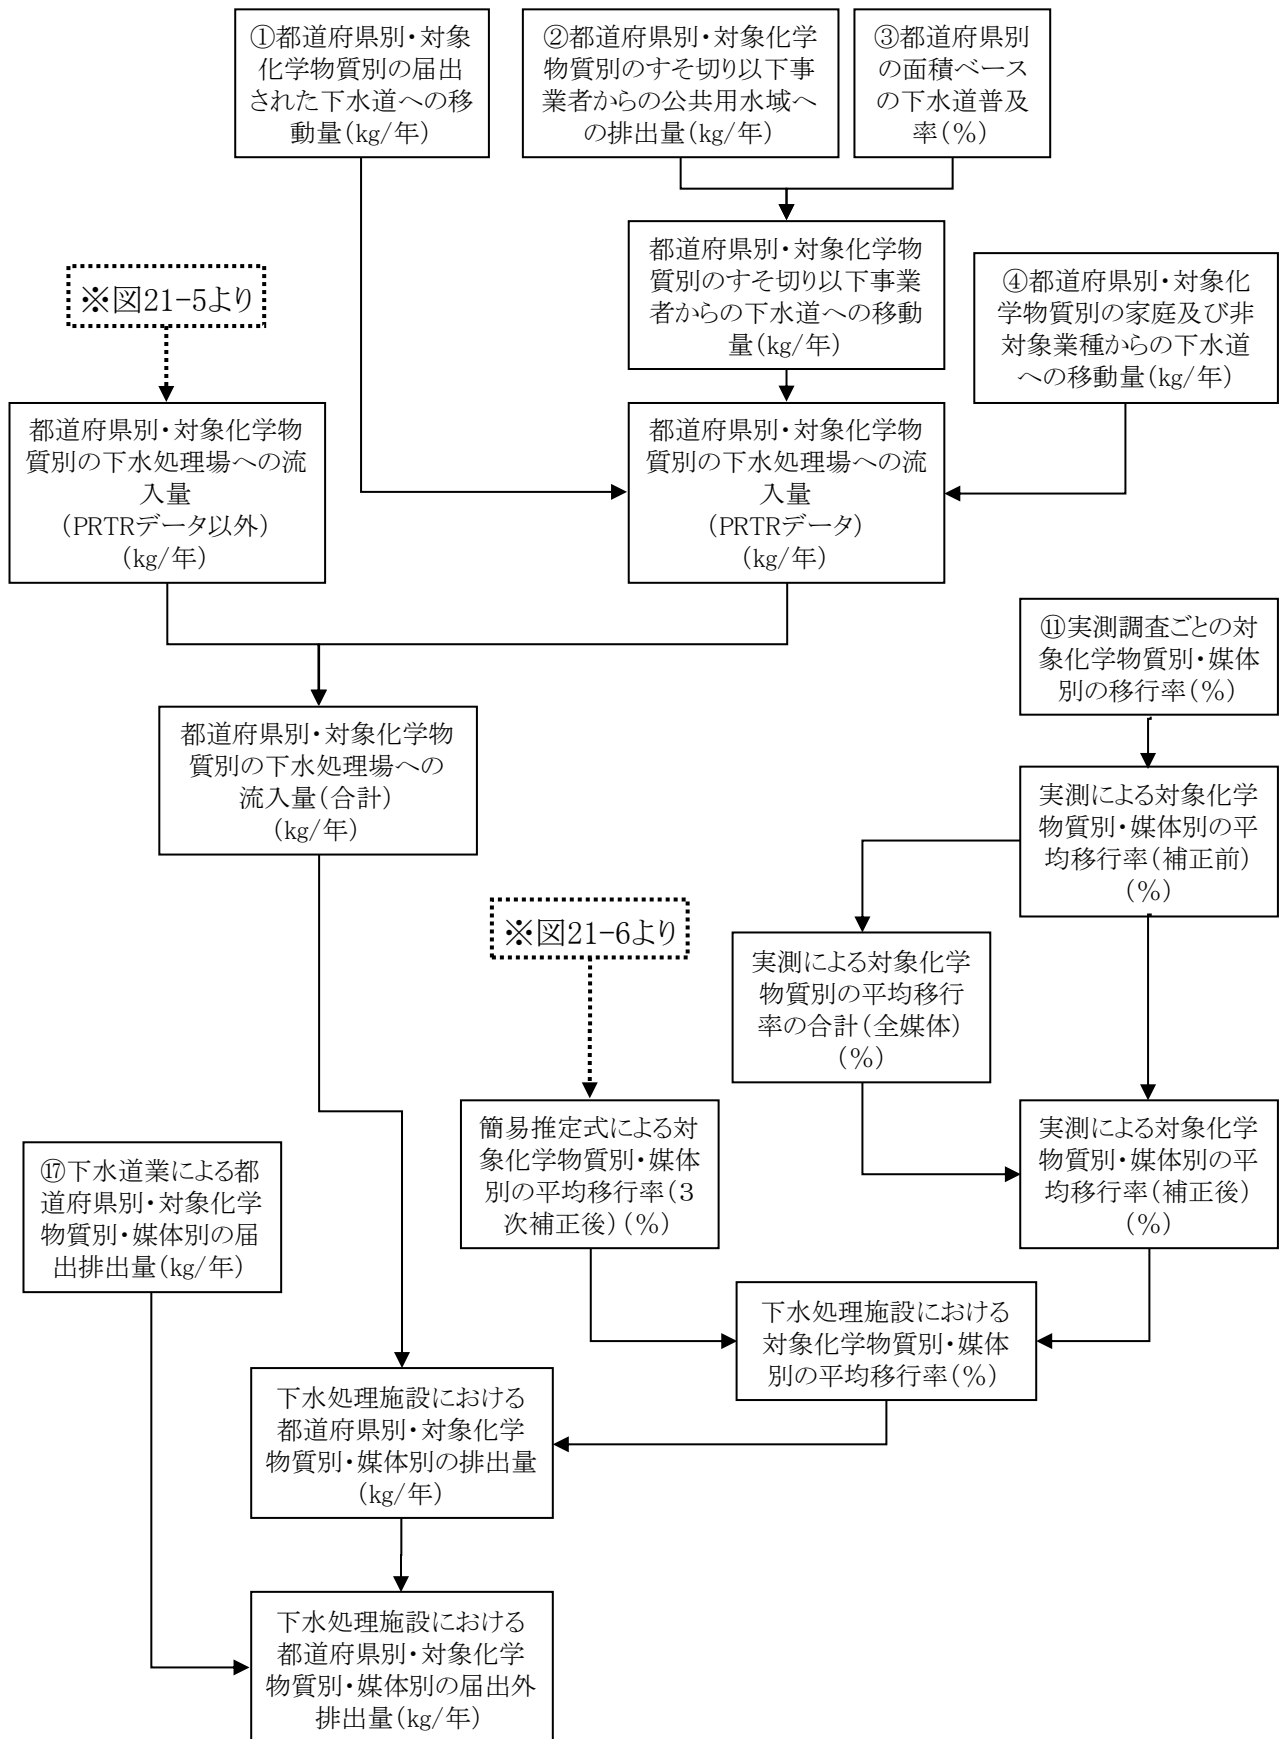 ①都道府県別・対象
化学物質別の届出
された下水道への移
動量(kg/年)
②都道府県別・対象化学
物質別のすそ切り以下事
業者からの公共用水域へ
の排出量(kg/年)
③都道府県別
の面積ベース
の下水道普及
率(%)
都道府県別・対象化学物
質別のすそ切り以下事業
者からの下水道への移動
量(kg/年)
④都道府県別・対象化
学物質別の家庭及び非
対象業種からの下水道
への移動量(kg/年)
※図21-5より
都道府県別・対象化学物
質別の下水処理場への流
入量
(PRTRデータ以外)
(kg/年)
都道府県別・対象化学物
質別の下水処理場への流
入量
(PRTRデータ)
(kg/年)
⑪実測調査ごとの対
象化学物質別・媒体
別の移行率(%)
都道府県別・対象化学物
質別の下水処理場への
流入量(合計)
(kg/年)
実測による対象化学
物質別・媒体別の平
均移行率(補正前)
(%)
※図21-6より
実測による対象化学
物質別の平均移行
率の合計(全媒体)
(%)
簡易推定式による対
象化学物質別・媒体
別の平均移行率(3
次補正後)(%)
実測による対象化学
物質別・媒体別の平
均移行率(補正後)
(%)
⑰下水道業による都
道府県別・対象化学
物質別・媒体別の届
出排出量(kg/年)
下水処理施設における
対象化学物質別・媒体
別の平均移行率(%)
下水処理施設における
都道府県別・対象化学
物質別・媒体別の排出量
(kg/年)
下水処理施設における
都道府県別・対象化学
物質別・媒体別の届出外
排出量(kg/年)